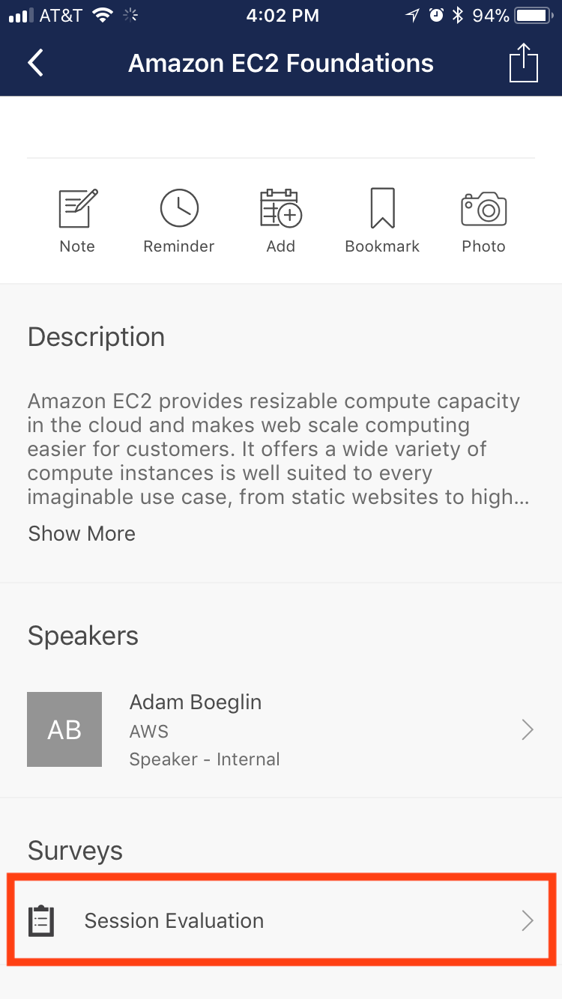 AT&T 4:02 PM 94%
Amazon EC2 Foundations
Note Reminder Add Bookmark Photo
Description
Amazon EC2 provides resizable compute capacity
in the cloud and makes web scale computing
easier for customers. It offers a wide variety of
compute instances is well suited to every
imaginable use case, from static websites to high...
Show More
Speakers
AB
Adam Boeglin
AWS
Speaker - Internal
Surveys
Session Evaluation